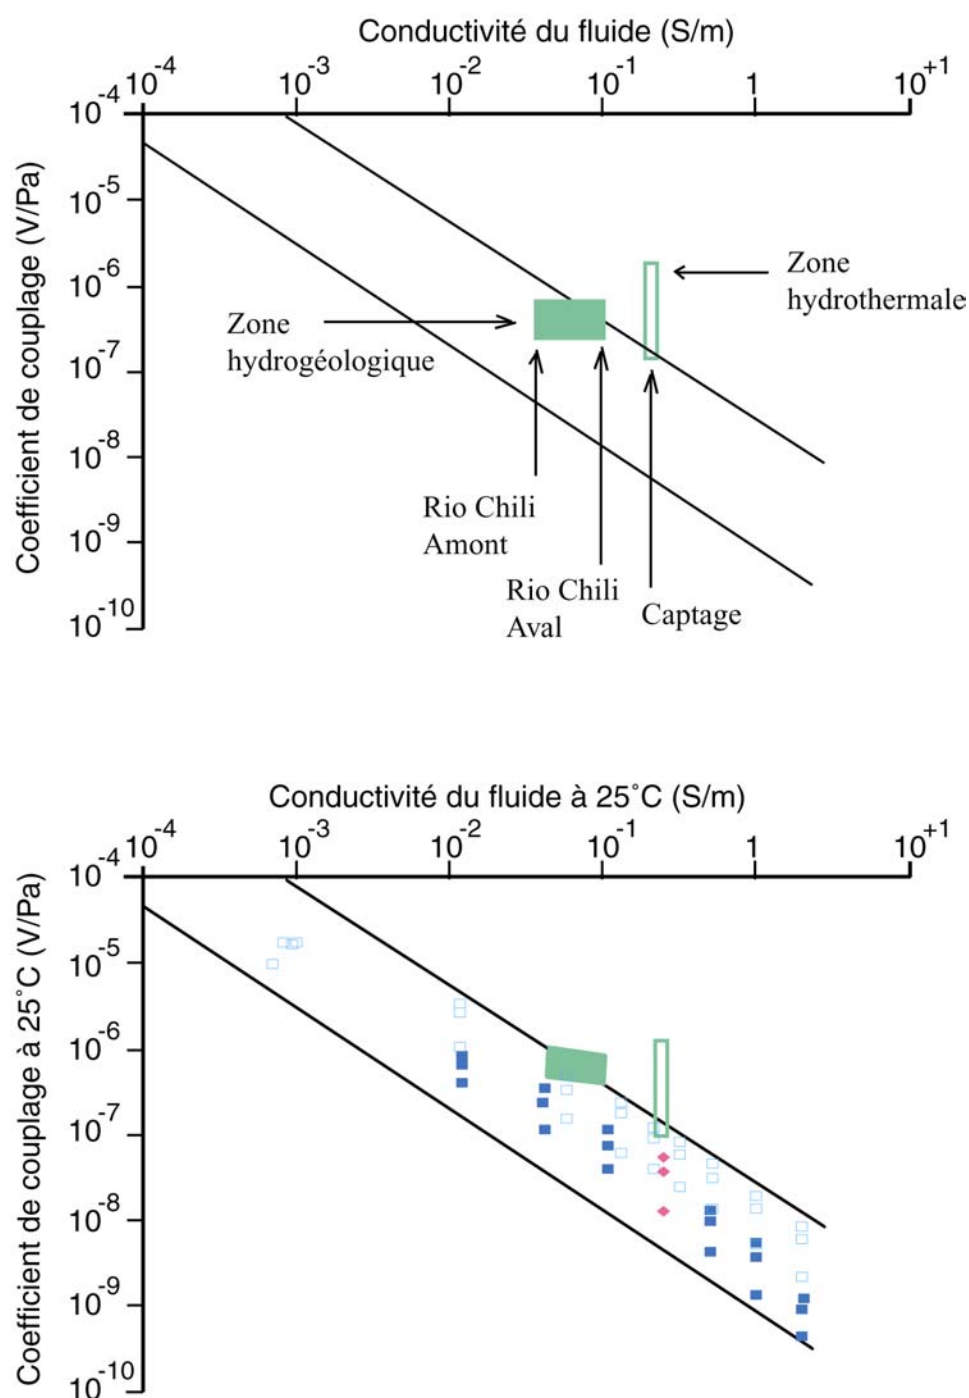 Conductivité du fluide (S/m)
10-4 10-3 10-2 10-1 1 10+1
Coefficient de couplage (V/Pa)
10-4
10-5
10-6
10-7
10-8
10-9
10-10
Zone
hydrothermale
Zone
hydrogéologique
Rio Chili
Amont
Rio Chili
Aval
Captage
Conductivité du fluide à 25°C (S/m)
10-4 10-3 10-2 10-1 1 10+1
Coefficient de couplage à 25°C (V/Pa)
10-4
10-5
10-6
10-7
10-8
10-9
10-10